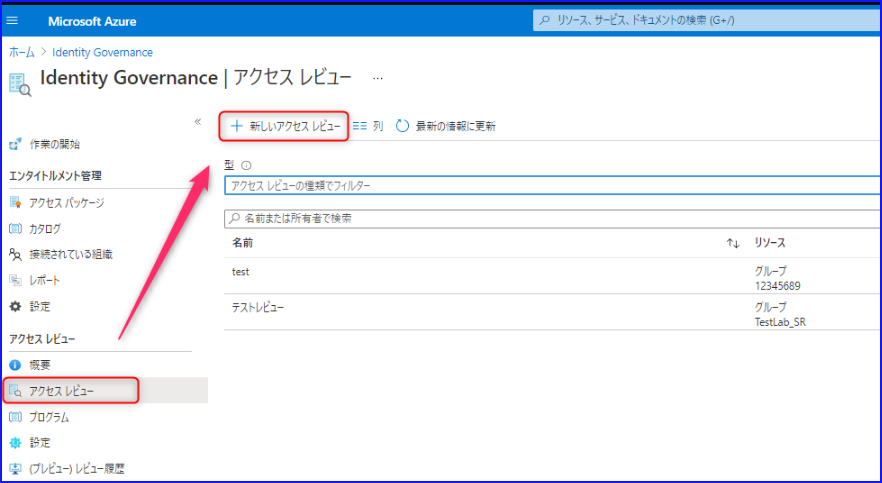 Microsoft Azure
リソース、サービス、ドキュメントの検索 (G+/)
ホーム > Identity Governance
Identity Governance | アクセス レビュー ...
«
+ 新しいアクセス レビュー 列 最新の情報に更新
作業の開始
エンタイトルメント管理
アクセス パッケージ
カタログ
接続されている組織
レポート
設定
アクセス レビュー
概要
アクセス レビュー
プログラム
設定
(プレビュー) レビュー履歴
型
アクセス レビューの種類でフィルター
名前または所有者で検索
名前 ↑↓ リソース
test グループ
12345689
テストレビュー グループ
TestLab_SR